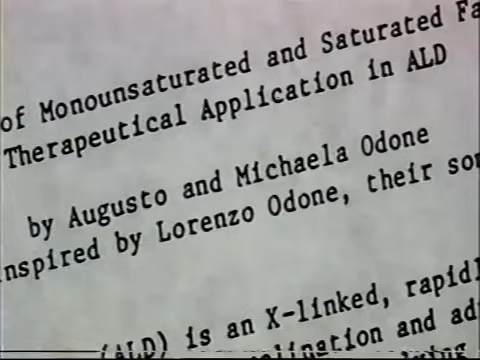 of Monounsaturated and Saturated Fa
Therapeutical Application in ALD
by Augusto and Michaela Odone
nspired by Lorenzo Odone, their so
(ALD) is an X-linked, rapidl
and ad